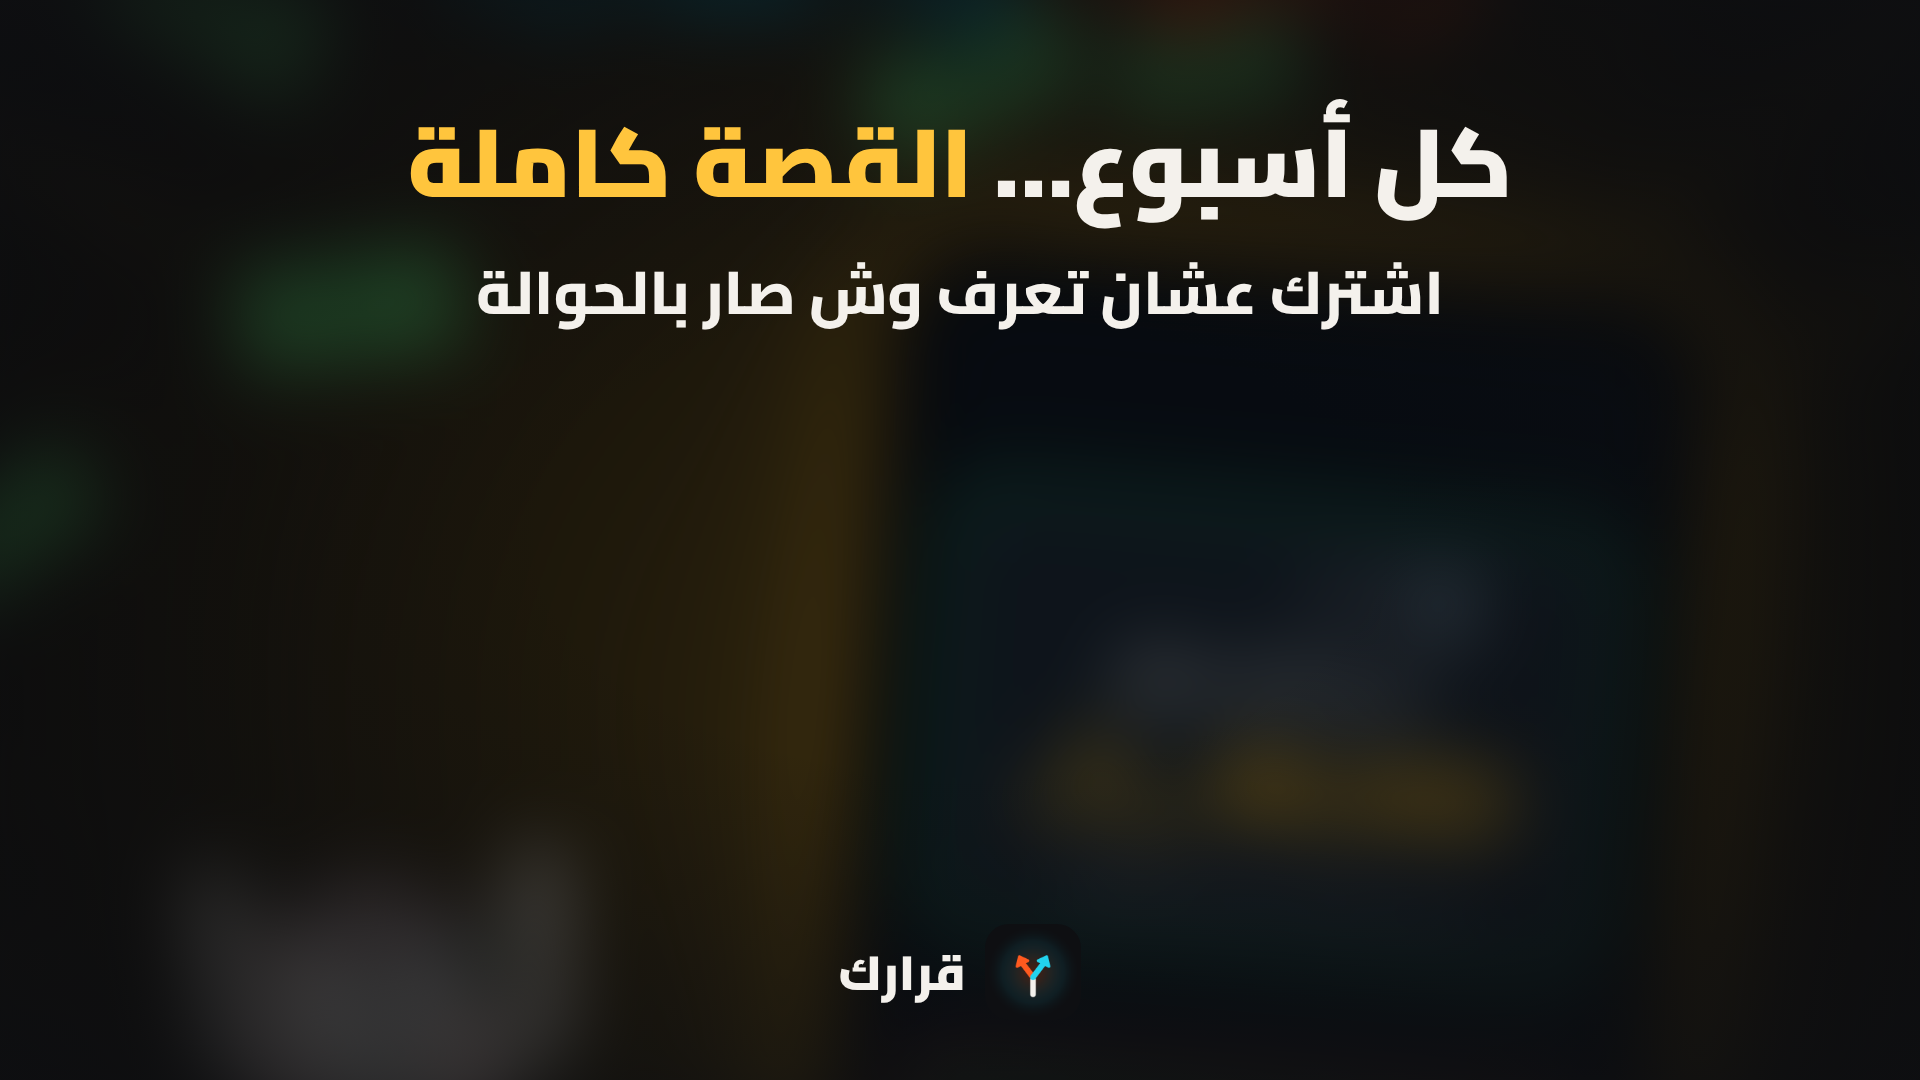 كل أسبوع... القصة كاملة
اشترك عشان تعرف وش صار بالحوالة
قرارك